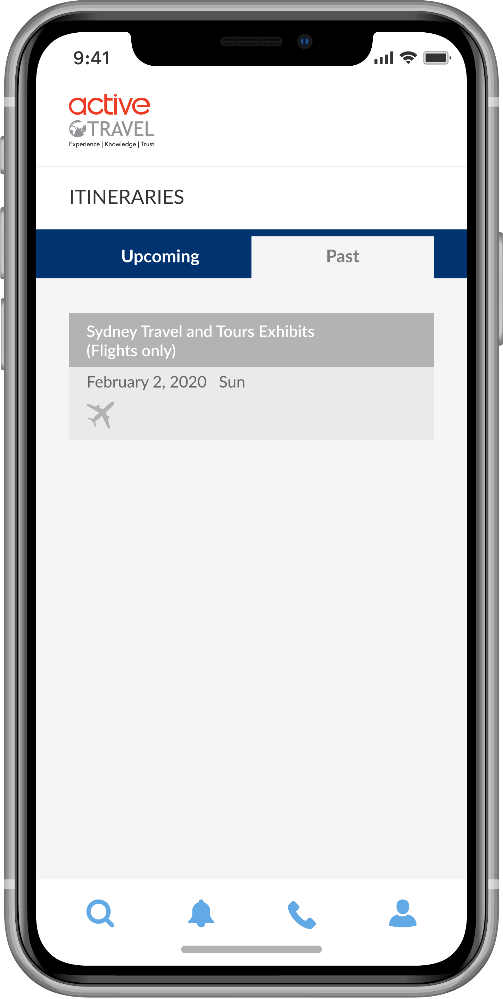 9:41
active
TRAVEL
Experience | Knowledge | Trust
ITINERARIES
Upcoming
Past
Sydney Travel and Tours Exhibits
(Flights only)
February 2, 2020 Sun